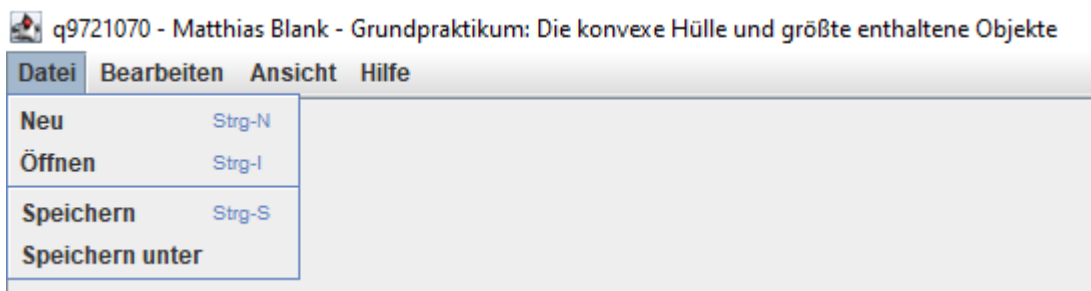 q9721070 - Matthias Blank - Grundpraktikum: Die konvexe Hülle und größte enthaltene Objekte
Datei Bearbeiten Ansicht Hilfe
Neu Strg-N
Öffnen Strg-I
Speichern Strg-S
Speichern unter